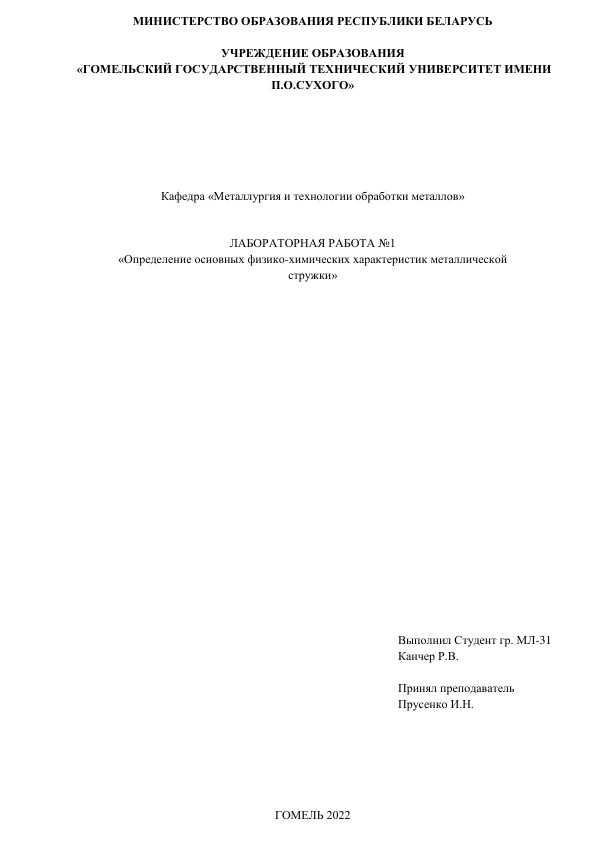 МИНИСТЕРСТВО ОБРАЗОВАНИЯ РЕСПУБЛИКИ БЕЛАРУСЬ
УЧРЕЖДЕНИЕ ОБРАЗОВАНИЯ
«ГОМЕЛЬСКИЙ ГОСУДАРСТВЕННЫЙ ТЕХНИЧЕСКИЙ УНИВЕРСИТЕТ ИМЕНИ
П.О.СУХОГО»
Кафедра «Металлургия и технологии обработки металлов»
ЛАБОРАТОРНАЯ РАБОТА №1
«Определение основных физико-химических характеристик металлической
стружки»
Выполнил Студент гр. МЛ-31
Канчер Р.В.
Принял преподаватель
Прусенко И.Н.
ГОМЕЛЬ 2022